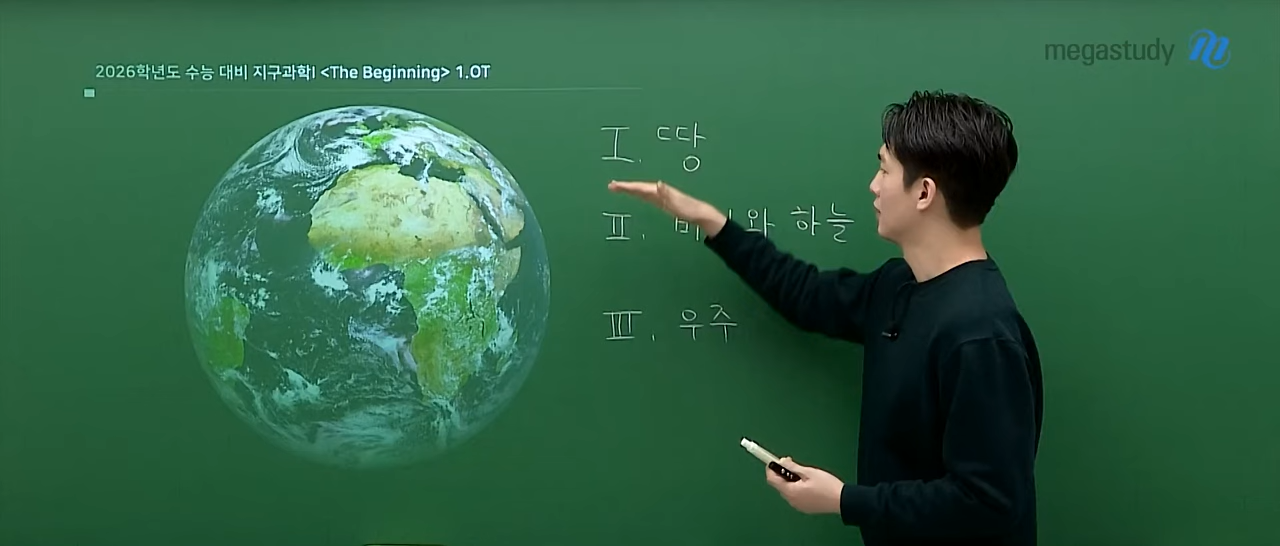 2026학년도 수능 대비 지구과학I <The Beginning> 1.OT
megastudy
I. 땅
II. 와 하늘
III. 우주